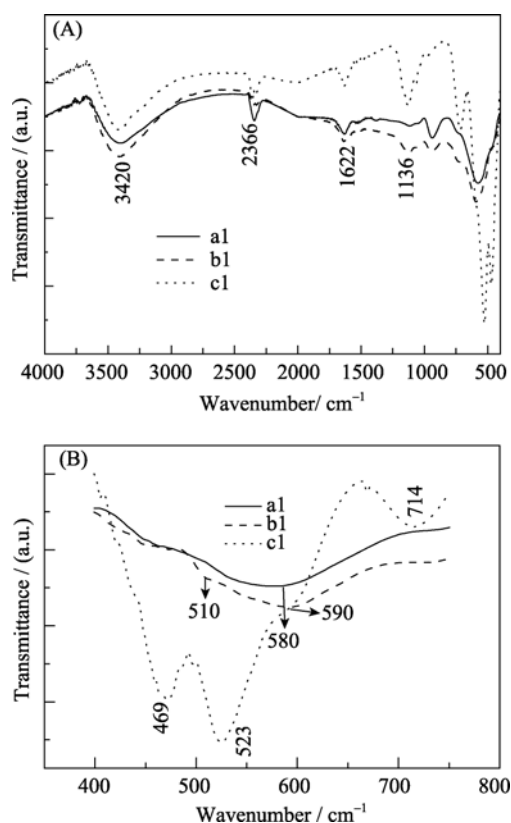 (A)
Transmittance / (a.u.)
3420
2366
1622
1136
a1
b1
c1
4000 3500 3000 2500 2000 1500 1000 500
Wavenumber/ cm⁻¹
(B)
Transmittance / (a.u.)
a1
b1
c1
714
510
590
580
469
523
400 500 600 700 800
Wavenumber/ cm⁻¹